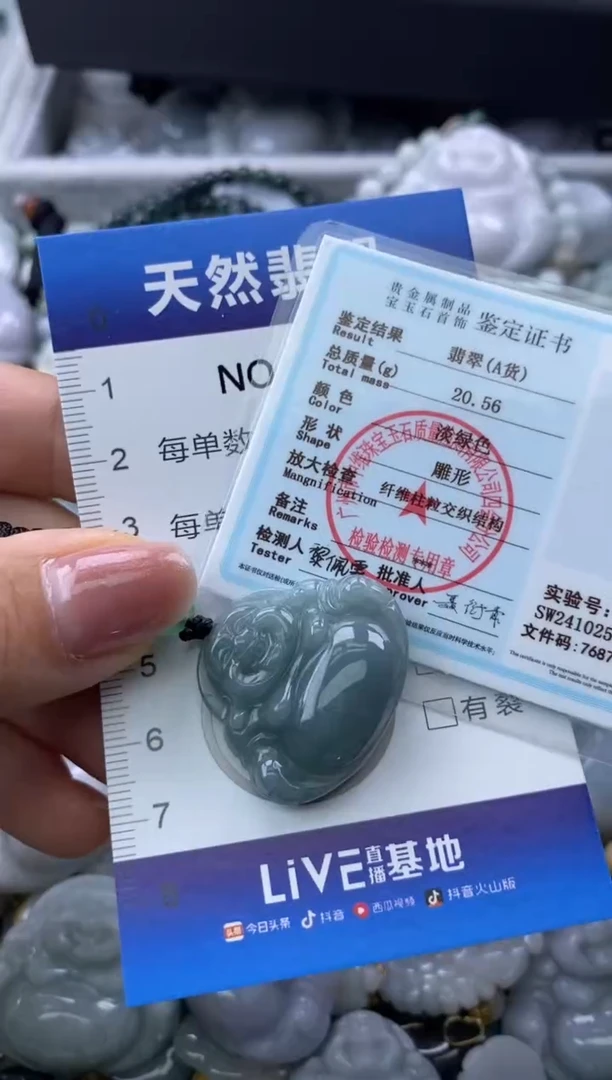 天然翡
0
1
NO
2
每单数
3
每单
5
6
有裂
7
8
LiVE直播基地
今日头条
抖音
西瓜视频
抖音火山版
贵金属制品
宝玉石首饰
鉴定证书
鉴定结果
Result
翡翠(A货)
总质量(g)
Total mass
20.56
颜色
Color
淡绿色
形状
Shape
雕形
放大检查
Mangnification
纤维柱粒交织结构
备注
Remarks
检测人
Tester
批准人
rover
检验检测专用章
实验号:
SW241025
文件码:7687